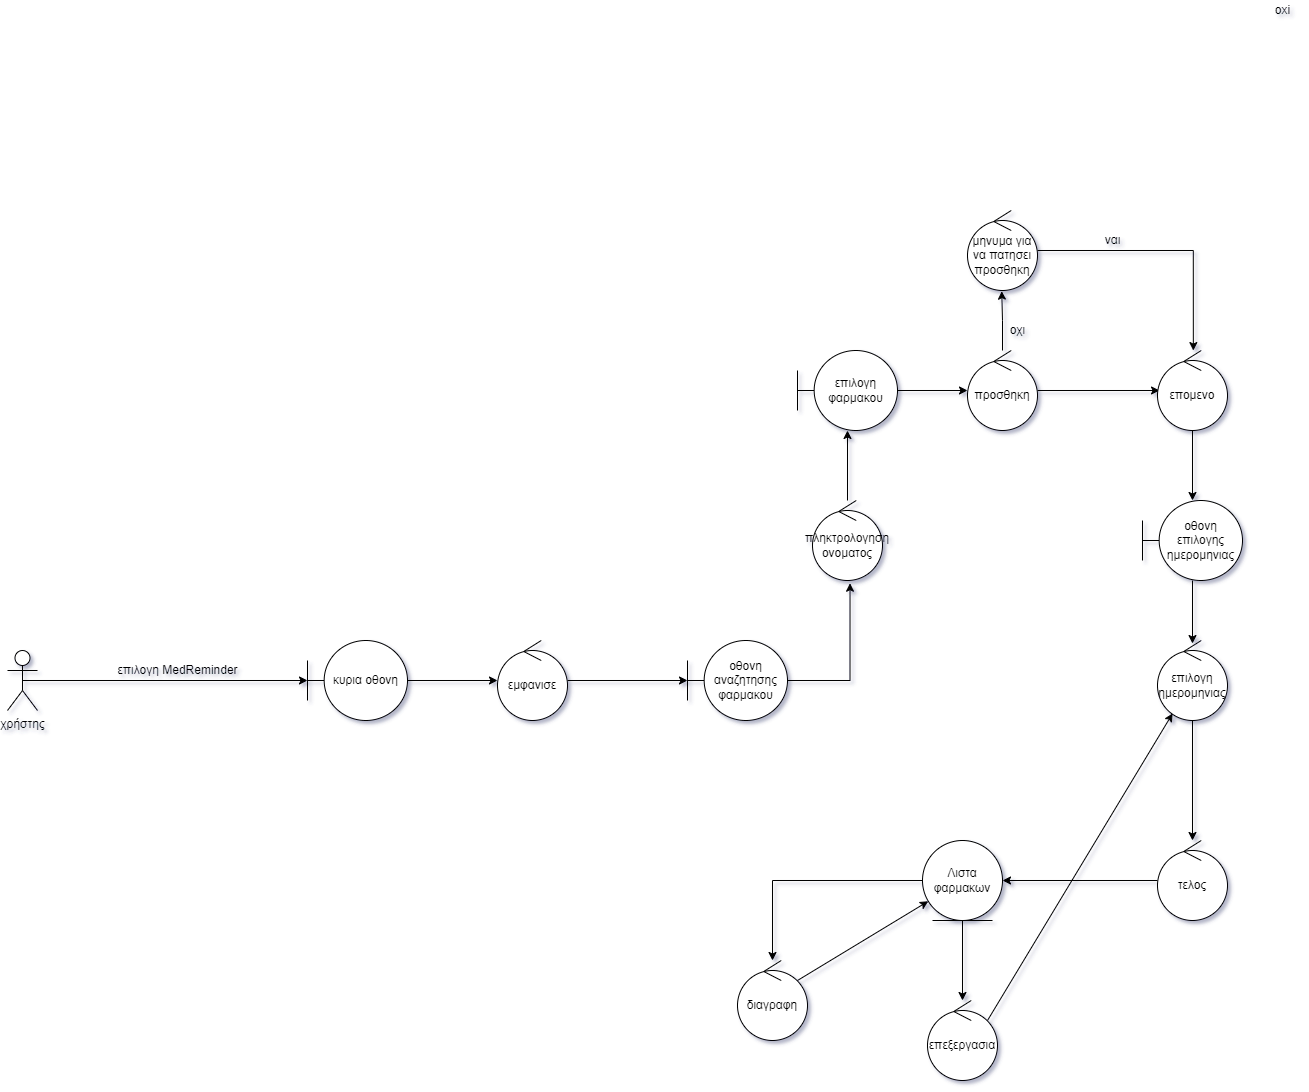 οχi
μηνυμα για
να πατησει
προσθηκη
ναι
οχι
επιλογη
φαρμακου
προσθηκη
επομενο
πληκτρολογηση
ονοματος
οθονη
επιλογης
ημερομηνιας
επιλογη MedReminder
χρήστης
κυρια οθονη
εμφανισε
οθονη
αναζητησης
φαρμακου
επιλογη
ημερομηνιας
Λιστα
φαρμακων
τελος
διαγραφη
επεξεργασια